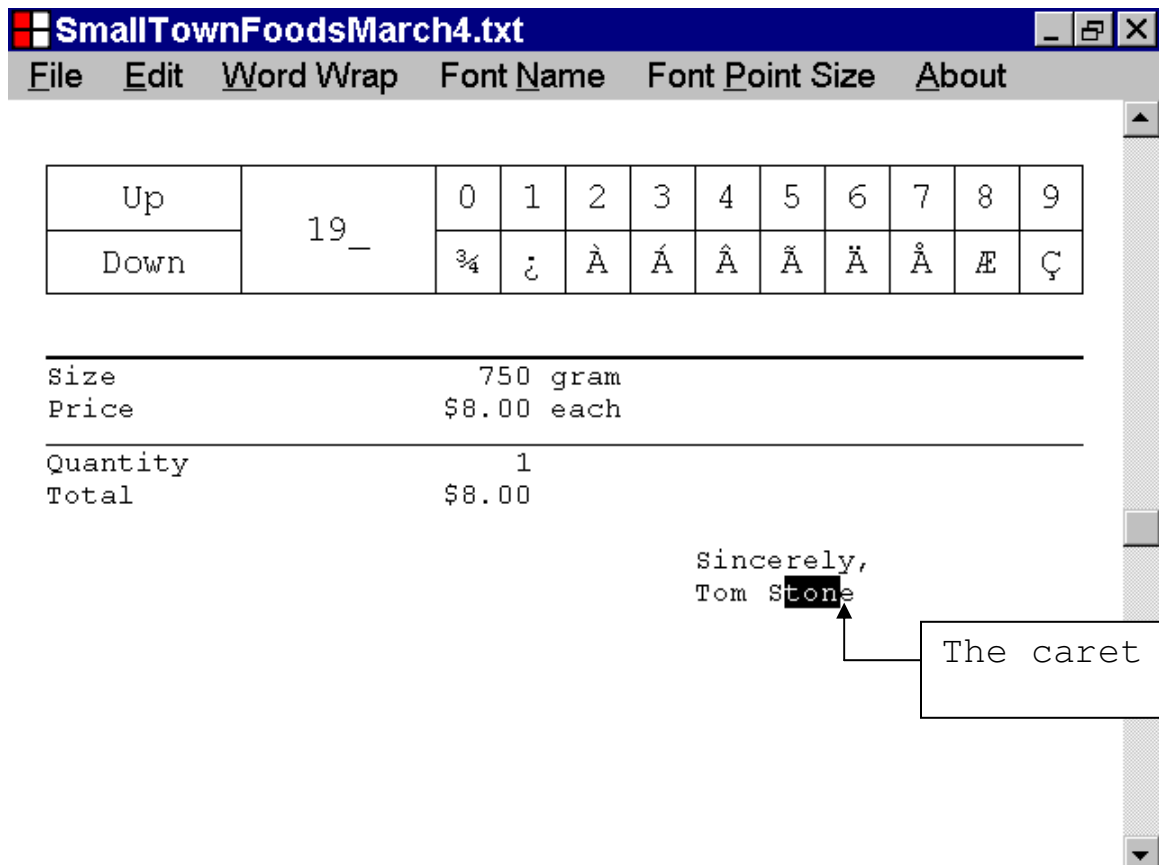 SmallTownFoodsMarch4.txt
File Edit Word Wrap Font Name Font Point Size About
Up 19_ 0 1 2 3 4 5 6 7 8 9
Down ¾ ¿ À Á Â Ã Ä Å Æ Ç
Size 750 gram
Price $8.00 each
Quantity 1
Total $8.00
Sincerely,
Tom Stone
The caret